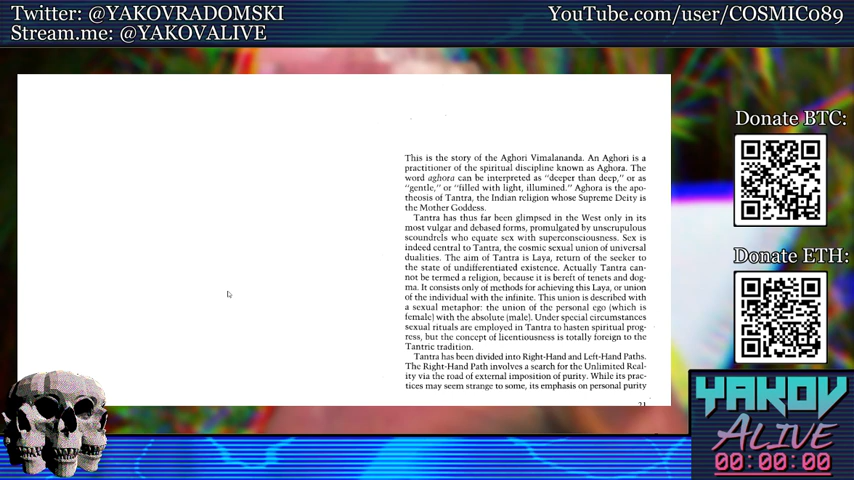 Twitter: @YAKOVRADOMSKI
Stream.me: @YAKOVALIVE
YouTube.com/user/COSMIC089
This is the story of the Aghori Vimalananda. An Aghori is a
practitioner of the spiritual discipline known as Aghora. The
word aghora can be interpreted as "deeper than deep," or as
"gentle," or "filled with light, illumined." Aghora is the apo-
theosis of Tantra, the Indian religion whose Supreme Deity is
the Mother Goddess.
Tantra has thus far been glimpsed in the West only in its
most vulgar and debased forms, promulgated by unscrupulous
scoundrels who equate sex with superconsciousness. Sex is
indeed central to Tantra, the cosmic sexual union of universal
dualities. The aim of Tantra is Laya, return of the seeker to
the state of undifferentiated existence. Actually Tantra can-
not be termed a religion, because it is bereft of tenets and dog-
ma. It consists only of methods for achieving this Laya, or union
of the individual with the infinite. This union is described with
a sexual metaphor: the union of the personal ego (which is
female) with the absolute (male). Under special circumstances
sexual rituals are employed in Tantra to hasten spiritual prog-
ress, but the concept of licentiousness is totally foreign to the
Tantric tradition.
Tantra has been divided into Right-Hand and Left-Hand Paths.
The Right-Hand Path involves a search for the Unlimited Real-
ity via the road of external imposition of purity. While its prac-
tices may seem strange to some, its emphasis on personal purity
21
Donate BTC:
Donate ETH:
YAKOV
ALIVE
00:00:00